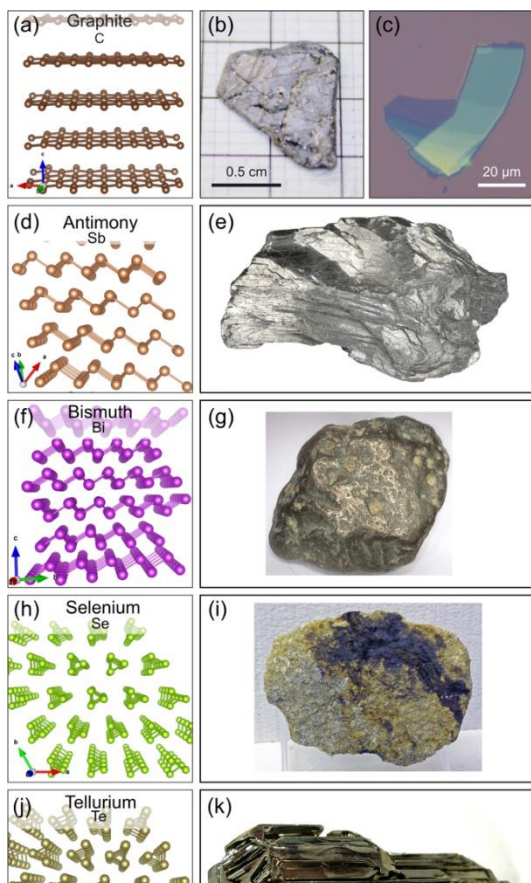 (a) Graphite
C
c
a
(b)
0.5 cm
(c)
20 µm
(d) Antimony
Sb
c b a
(e)
(f) Bismuth
Bi
c
(g)
(h) Selenium
Se
b
a
(i)
(j) Tellurium
Te
(k)